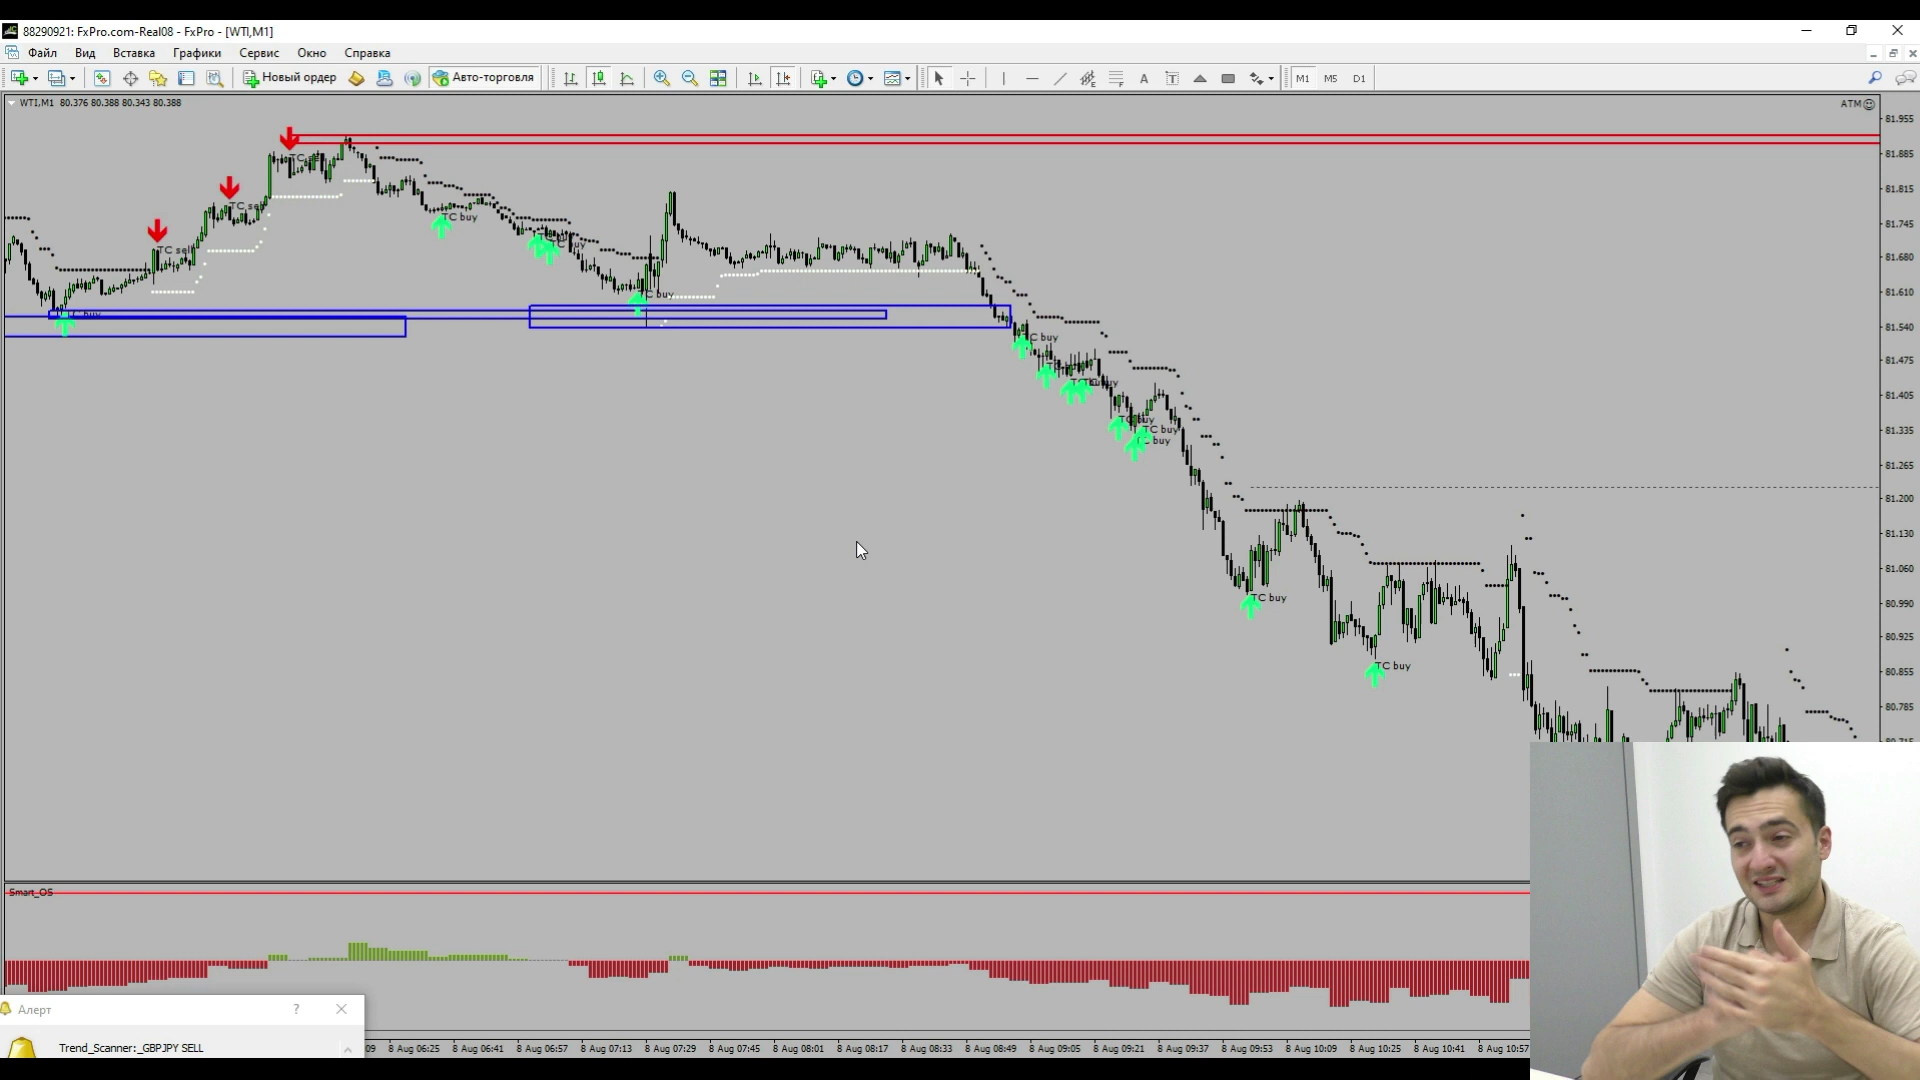 88290921: FxPro.com-Real08 - FxPro - [WTI,M1]
Файл Вид Вставка Графики Сервис Окно Справка
Новый ордер Авто-торговля M1 M5 D1
WTI,M1 80.376 80.388 80.343 80.388
ATM
81.955
81.885
81.815
81.745
81.680
81.610
81.540
81.475
81.405
81.335
81.265
81.200
81.130
81.060
80.990
80.925
80.855
80.785
TC sell
TC sell
TC buy
TC buy
TC buy
TC buy
TC buy
TC buy
TC buy
TC buy
Smart_OS
Алерт
Trend_Scanner:_GBPJPY SELL
8 Aug 06:25 8 Aug 06:41 8 Aug 06:57 8 Aug 07:13 8 Aug 07:29 8 Aug 07:45 8 Aug 08:01 8 Aug 08:17 8 Aug 08:33 8 Aug 08:49 8 Aug 09:05 8 Aug 09:21 8 Aug 09:37 8 Aug 09:53 8 Aug 10:09 8 Aug 10:25 8 Aug 10:41 8 Aug 10:57